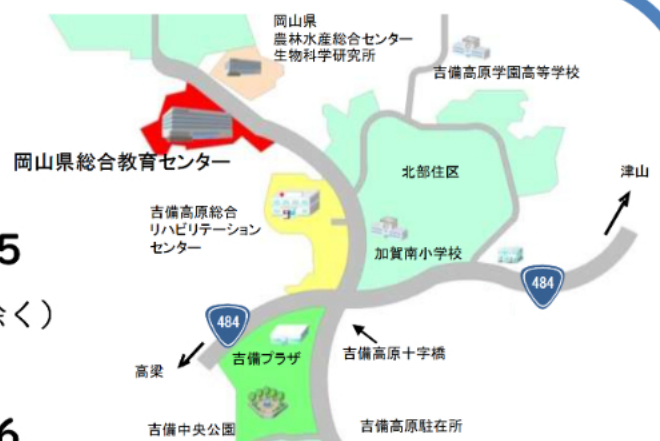 岡山県
農林水産総合センター
生物科学研究所
吉備高原学園高等学校
岡山県総合教育センター
北部住区
津山
吉備高原総合
リハビリテーション
センター
加賀南小学校
5
除く）
484
484
吉備プラザ
吉備高原十字橋
高梁
吉備中央公園
吉備高原駐在所
6